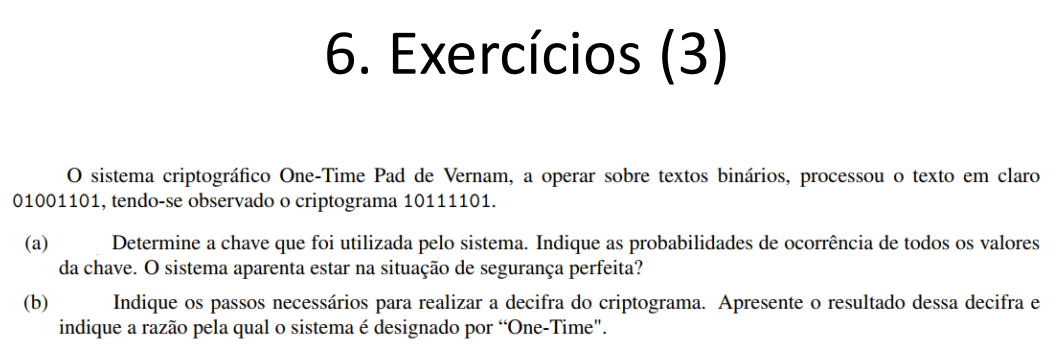 6. Exercícios (3)
O sistema criptográfico One-Time Pad de Vernam, a operar sobre textos binários, processou o texto em claro
01001101, tendo-se observado o criptograma 10111101.
(a) Determine a chave que foi utilizada pelo sistema. Indique as probabilidades de ocorrência de todos os valores
da chave. O sistema aparenta estar na situação de segurança perfeita?
(b) Indique os passos necessários para realizar a decifra do criptograma. Apresente o resultado dessa decifra e
indique a razão pela qual o sistema é designado por “One-Time".